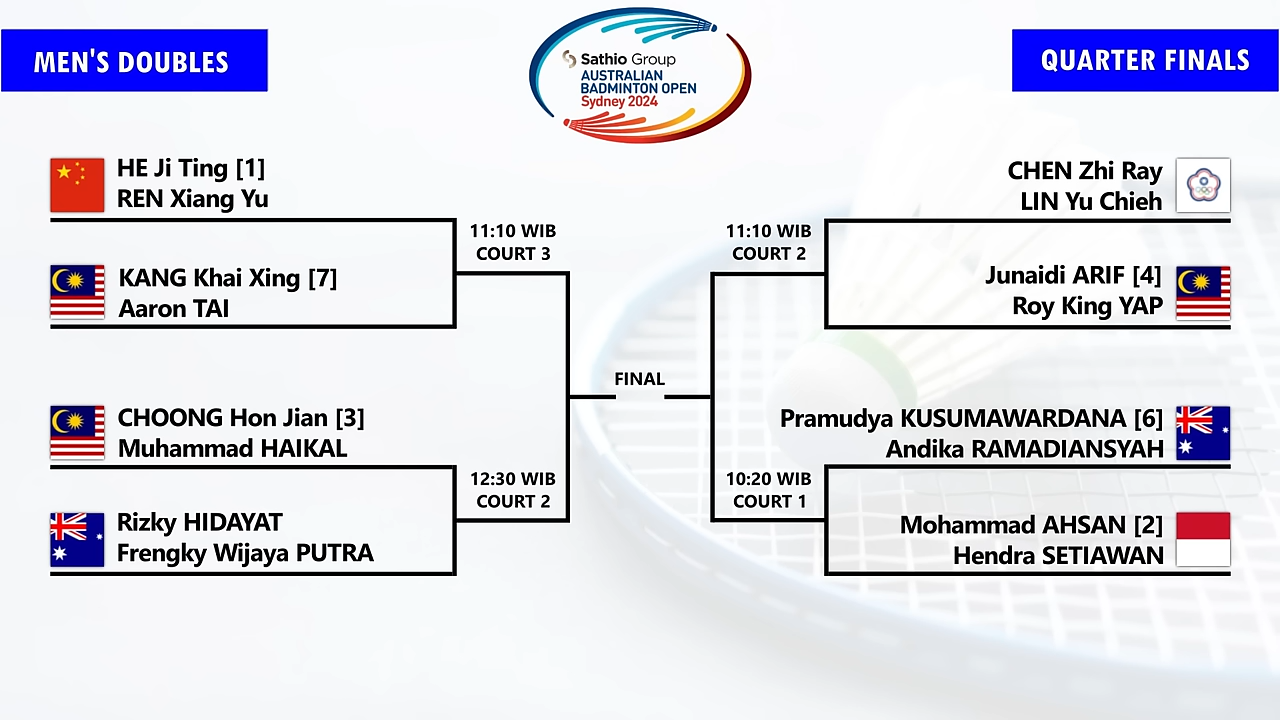 MEN'S DOUBLES
Sathio Group
AUSTRALIAN
BADMINTON OPEN
Sydney 2024
QUARTER FINALS
HE Ji Ting [1]
REN Xiang Yu
11:10 WIB
COURT 3
KANG Khai Xing [7]
Aaron TAI
CHOONG Hon Jian [3]
Muhammad HAIKAL
12:30 WIB
COURT 2
Rizky HIDAYAT
Frengky Wijaya PUTRA
FINAL
CHEN Zhi Ray
LIN Yu Chieh
11:10 WIB
COURT 2
Junaidi ARIF [4]
Roy King YAP
Pramudya KUSUMAWARDANA [6]
Andika RAMADIANSYAH
10:20 WIB
COURT 1
Mohammad AHSAN [2]
Hendra SETIAWAN